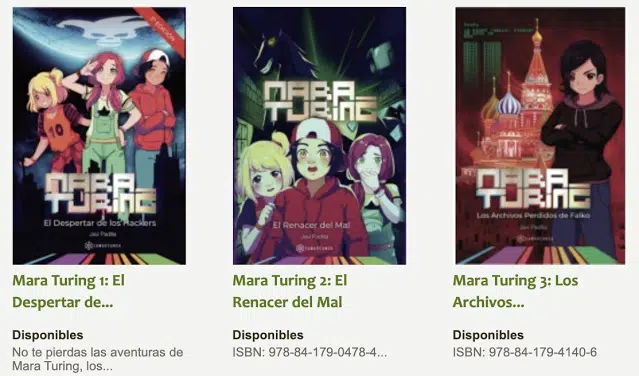 2ª EDICIÓN
MARA
TURING
El Despertar de los Hackers
Javi Padilla
MARA
TURING
El Renacer del Mal
Javi Padilla
MARA
TURING
Los Archivos Perdidos de Falko
Javi Padilla
Mara Turing 1: El
Despertar de...
Disponibles
No te pierdas las aventuras de
Mara Turing, los...
Mara Turing 2: El
Renacer del Mal
Disponibles
ISBN: 978-84-179-0478-4...
Mara Turing 3: Los
Archivos...
Disponibles
ISBN: 978-84-179-4140-6